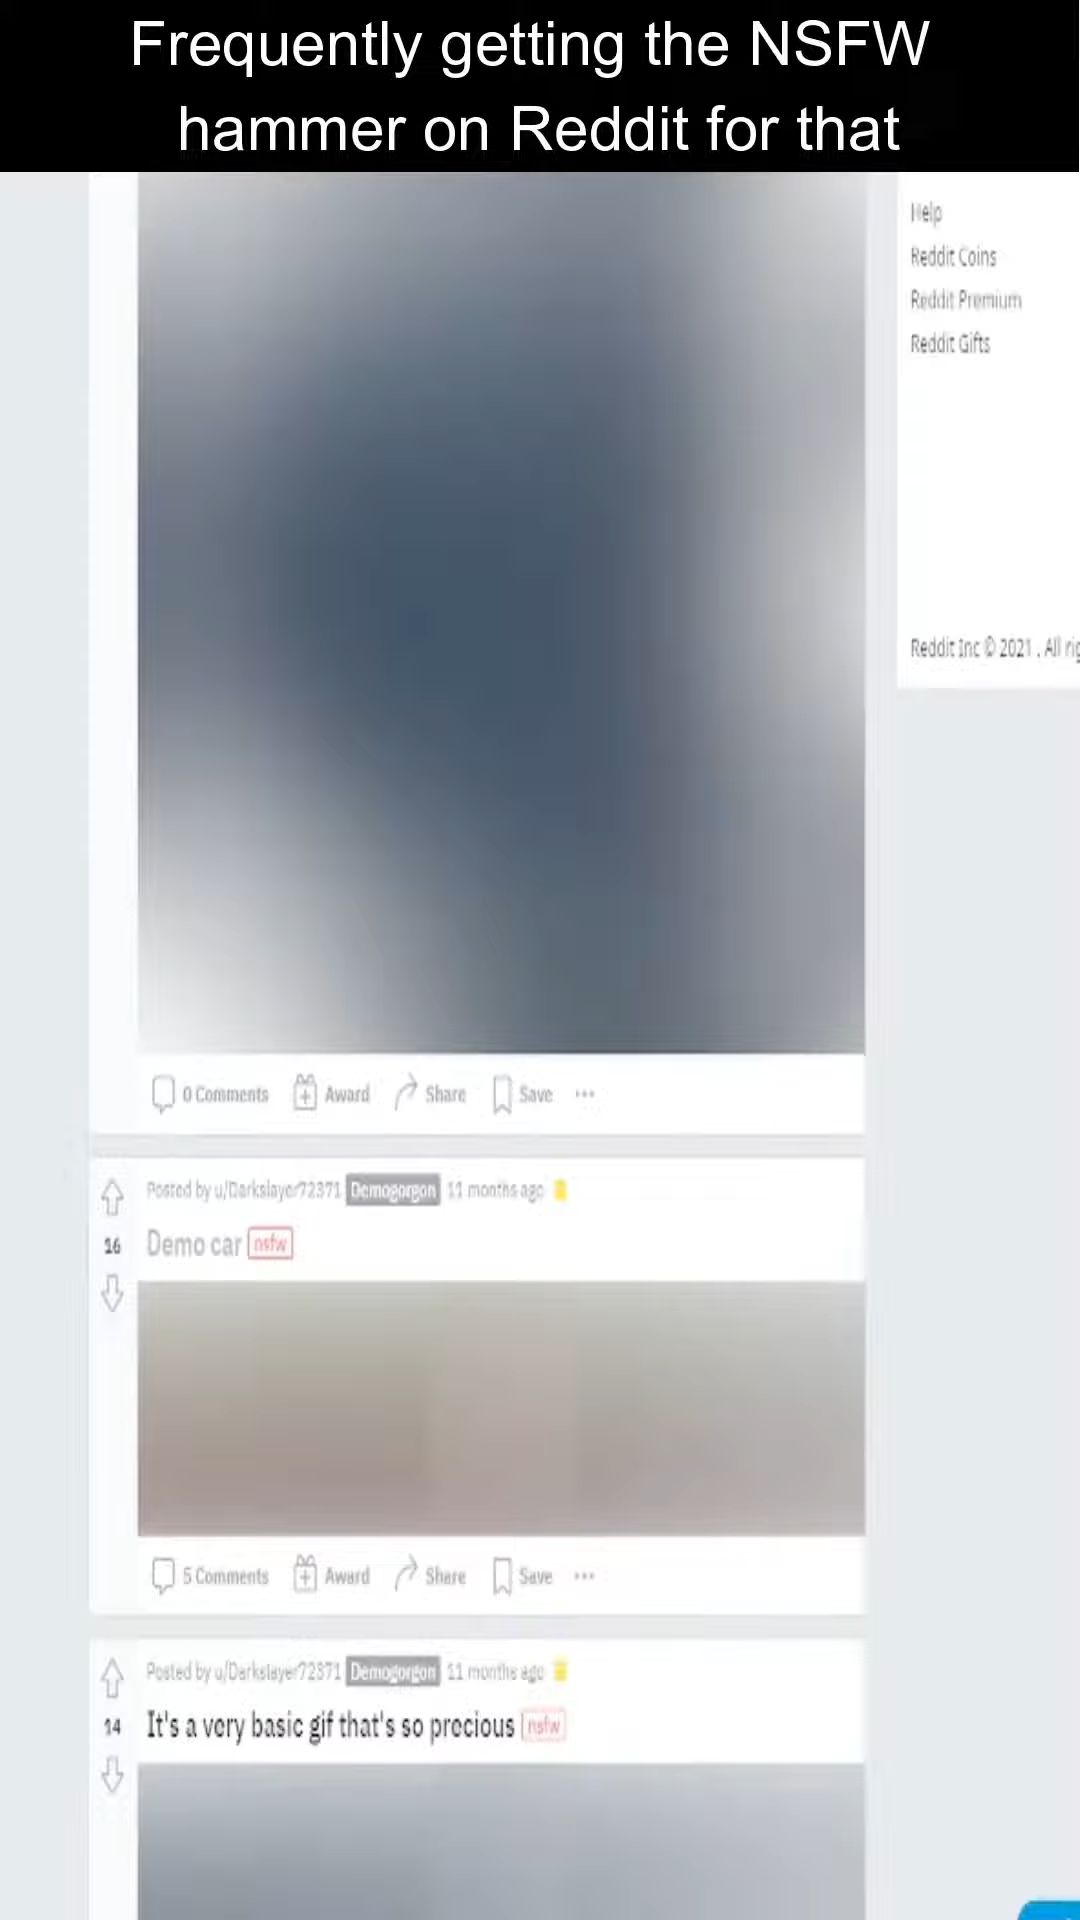 Frequently getting the NSFW
hammer on Reddit for that
Help
Reddit Coins
Reddit Premium
Reddit Gifts
Reddit Inc © 2021 . All rig
0 Comments Award Share Save
Posted by u/Darkslayer72371 Demogorgon 11 months ago
16
Demo car nsfw
5 Comments Award Share Save
Posted by u/Darkslayer72371 Demogorgon 11 months ago
14
It's a very basic gif that's so precious nsfw